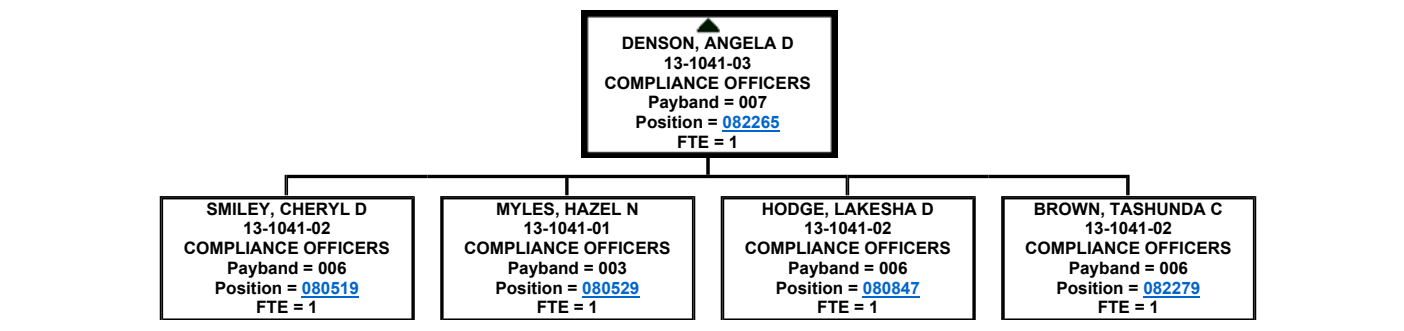 DENSON, ANGELA D
13-1041-03
COMPLIANCE OFFICERS
Payband = 007
Position = 082265
FTE = 1
SMILEY, CHERYL D
13-1041-02
COMPLIANCE OFFICERS
Payband = 006
Position = 080519
FTE = 1
MYLES, HAZEL N
13-1041-01
COMPLIANCE OFFICERS
Payband = 003
Position = 080529
FTE = 1
HODGE, LAKESHA D
13-1041-02
COMPLIANCE OFFICERS
Payband = 006
Position = 080847
FTE = 1
BROWN, TASHUNDA C
13-1041-02
COMPLIANCE OFFICERS
Payband = 006
Position = 082279
FTE = 1